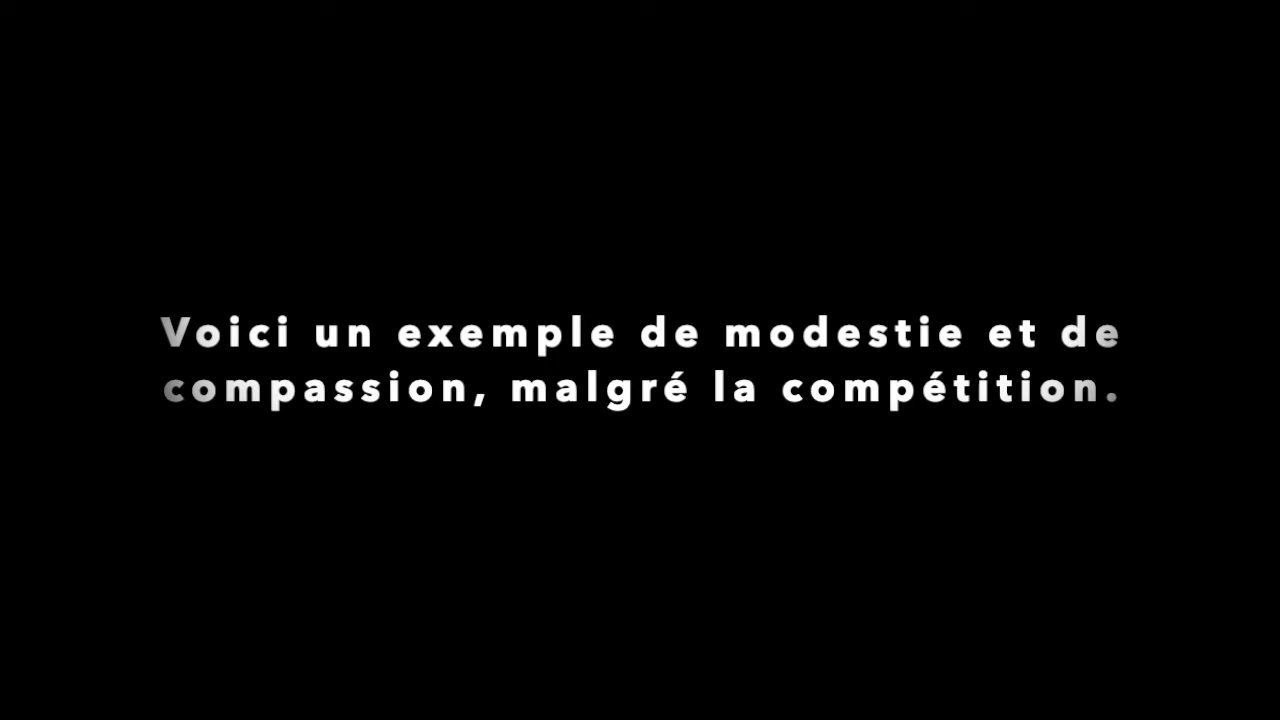 Voici un exemple de modestie et de
compassion, malgré la compétition.